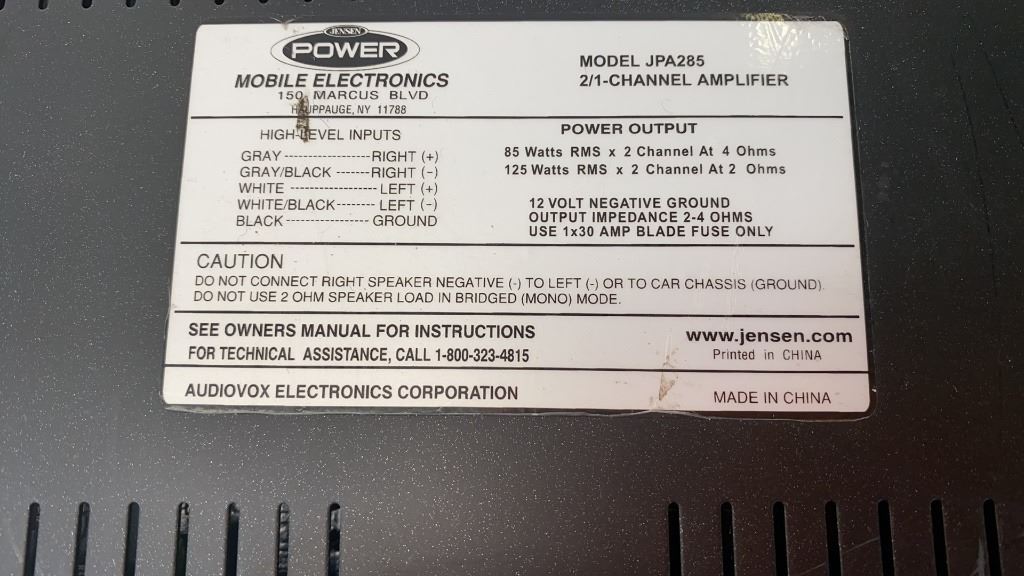 JENSEN
POWER
MOBILE ELECTRONICS
150 MARCUS BLVD
HAUPPAUGE, NY 11788
MODEL JPA285
2/1-CHANNEL AMPLIFIER
HIGH-LEVEL INPUTS
GRAY -----------------RIGHT (+)
GRAY/BLACK -------RIGHT (-)
WHITE ------------------ LEFT (+)
WHITE/BLACK-------- LEFT (-)
BLACK------------------ GROUND
POWER OUTPUT
85 Watts RMS x 2 Channel At 4 Ohms
125 Watts RMS x 2 Channel At 2 Ohms
12 VOLT NEGATIVE GROUND
OUTPUT IMPEDANCE 2-4 OHMS
USE 1x30 AMP BLADE FUSE ONLY
CAUTION
DO NOT CONNECT RIGHT SPEAKER NEGATIVE (-) TO LEFT (-) OR TO CAR CHASSIS (GROUND).
DO NOT USE 2 OHM SPEAKER LOAD IN BRIDGED (MONO) MODE.
SEE OWNERS MANUAL FOR INSTRUCTIONS
FOR TECHNICAL ASSISTANCE, CALL 1-800-323-4815
www.jensen.com
Printed in CHINA
AUDIOVOX ELECTRONICS CORPORATION
MADE IN CHINA